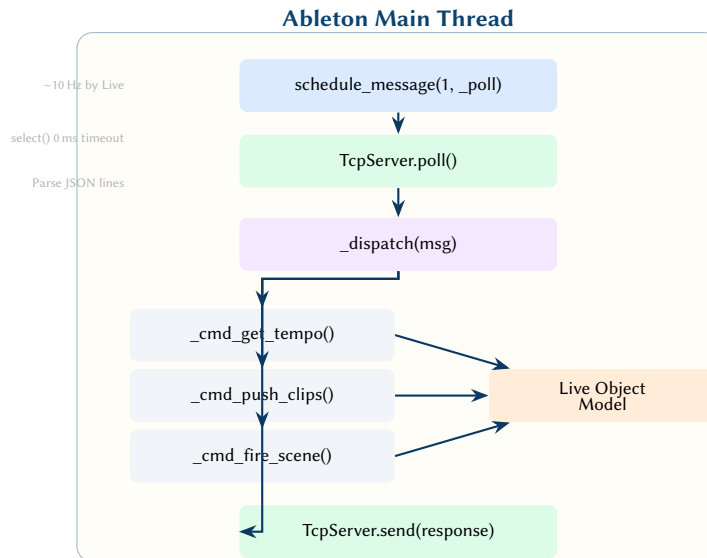 Ableton Main Thread
~10 Hz by Live
schedule_message(1, _poll)
select() 0 ms timeout
TcpServer.poll()
Parse JSON lines
_dispatch(msg)
_cmd_get_tempo()
_cmd_push_clips()
Live Object
Model
_cmd_fire_scene()
TcpServer.send(response)